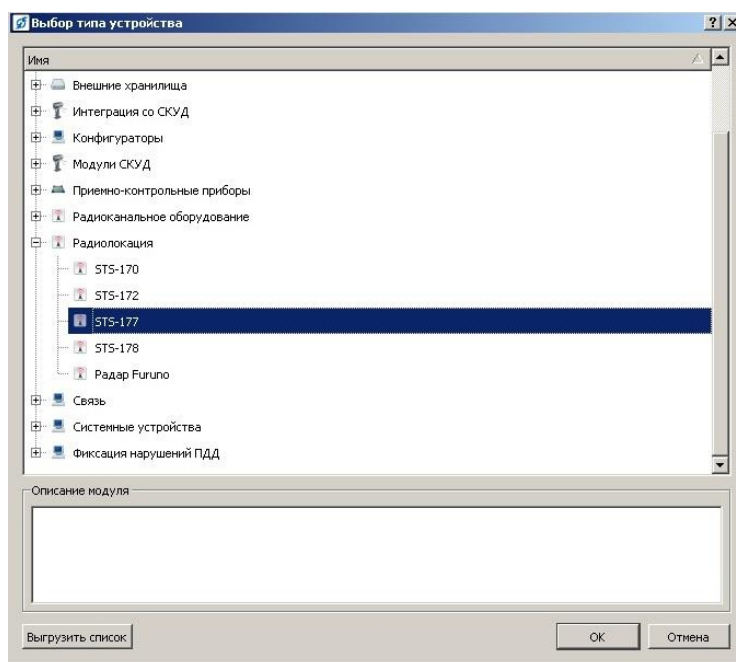 Выбор типа устройства
Имя
Внешние хранилища
Интеграция со СКУД
Конфигураторы
Модули СКУД
Приемно-контрольные приборы
Радиоканальное оборудование
Радиолокация
STS-170
STS-172
STS-177
STS-178
Радар Furuno
Связь
Системные устройства
Фиксация нарушений ПДД
Описание модуля
Выгрузить список
OK
Отмена